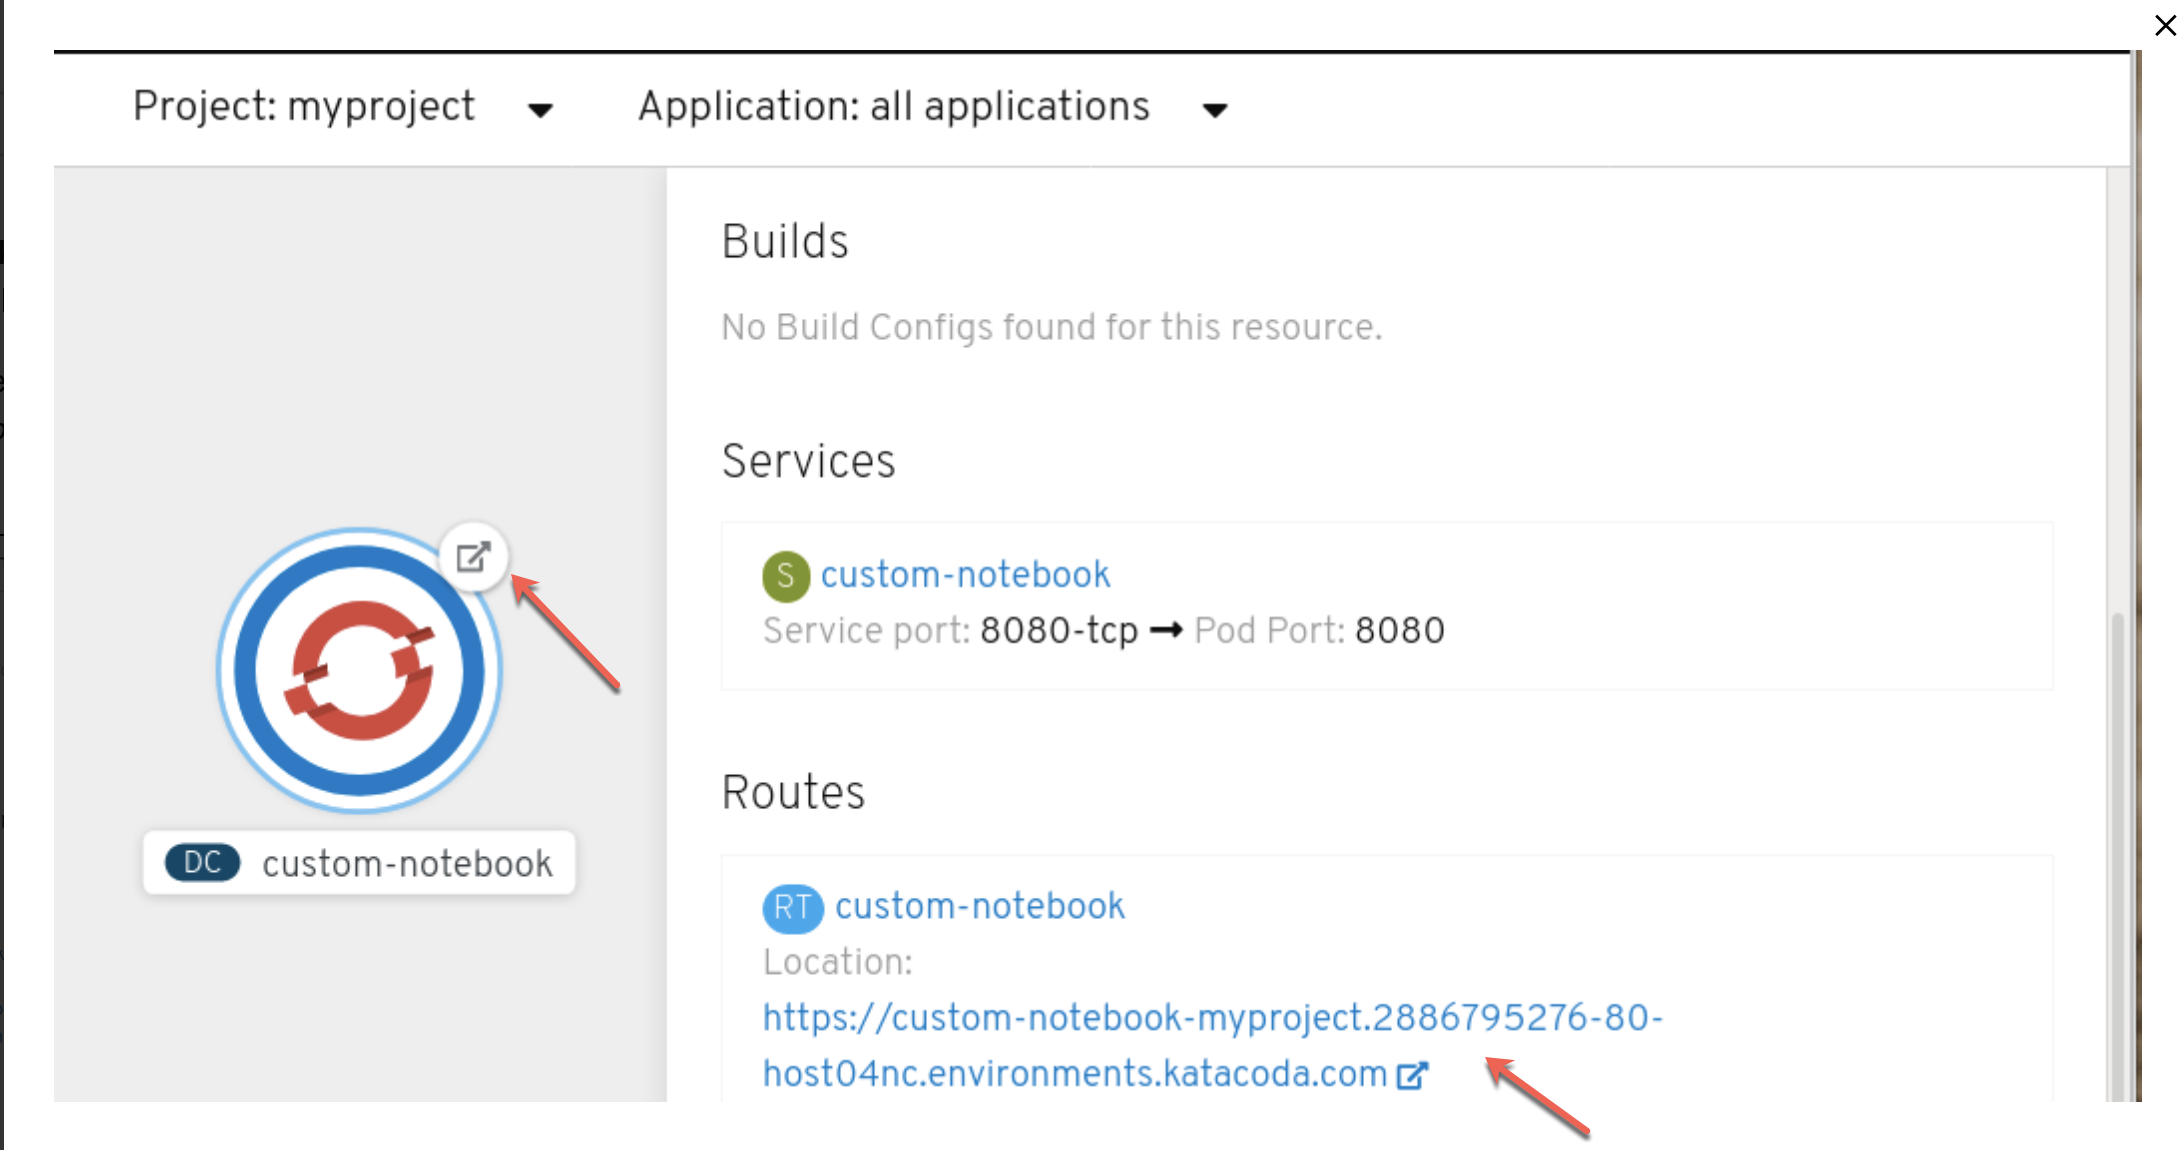 Project: myproject
Application: all applications
Builds
No Build Configs found for this resource.
Services
S custom-notebook
Service port: 8080-tcp → Pod Port: 8080
DC custom-notebook
Routes
RT custom-notebook
Location:
https://custom-notebook-myproject.2886795276-80-
host04nc.environments.katacoda.com